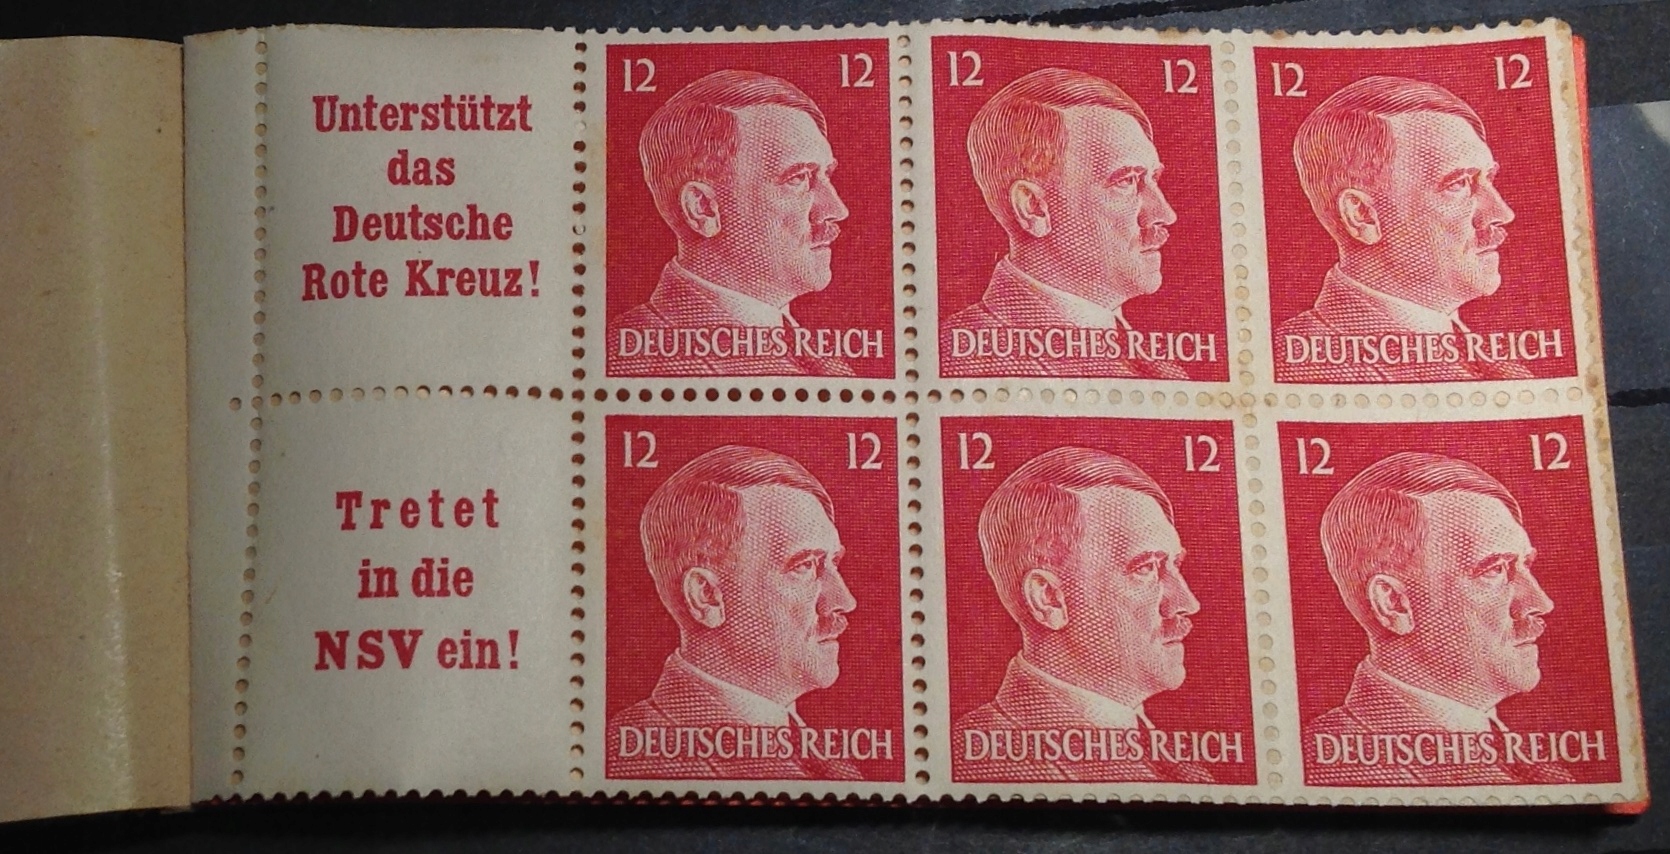 Unterstützt
das
Deutsche
Rote Kreuz!
12 12
DEUTSCHES REICH
12 12
DEUTSCHES REICH
12 12
DEUTSCHES REICH
Tretet
in die
NSV ein!
12 12
DEUTSCHES REICH
12 12
DEUTSCHES REICH
12 12
DEUTSCHES REICH